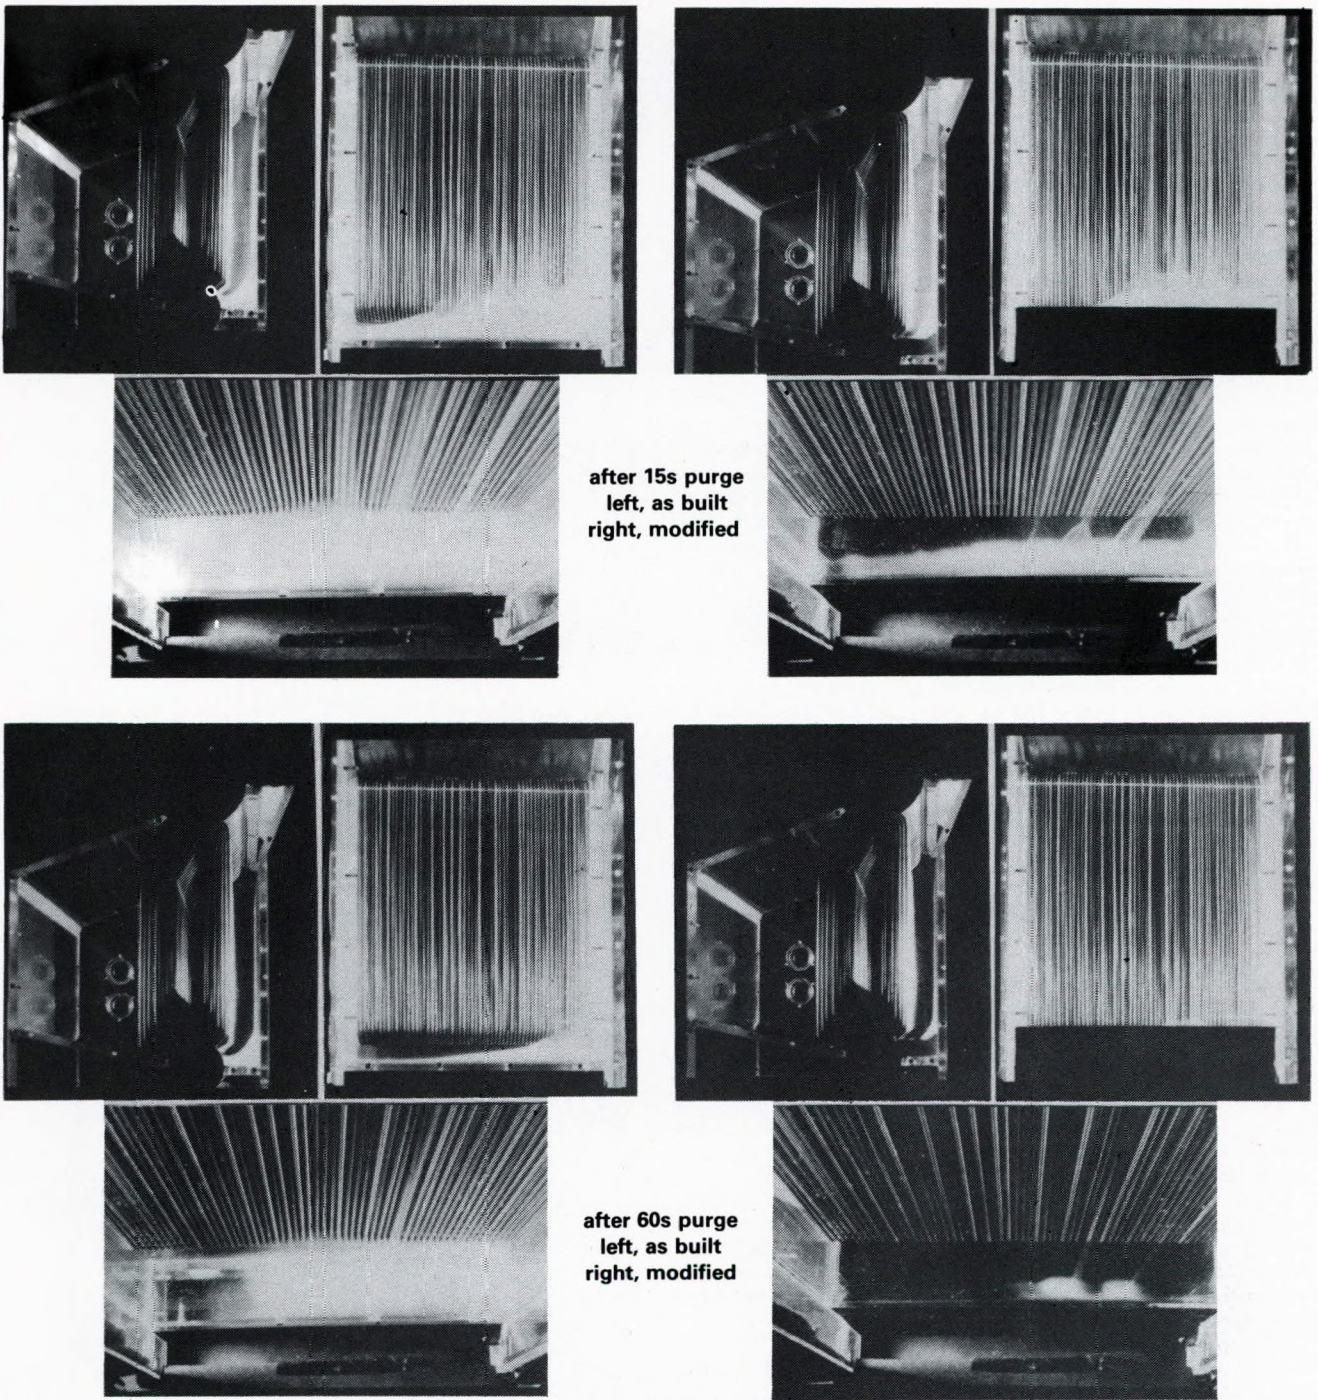 after 15s purge
left, as built
right, modified
after 60s purge
left, as built
right, modified